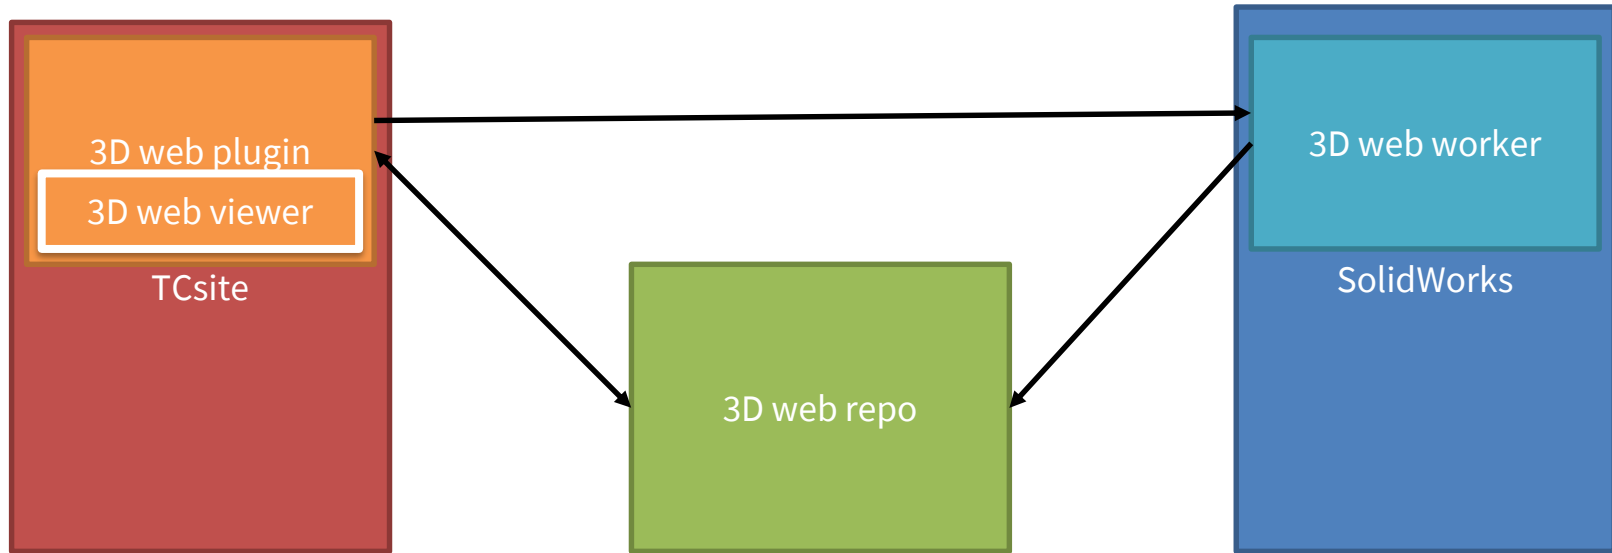 3D web plugin
3D web viewer
TCsite
3D web repo
3D web worker
SolidWorks